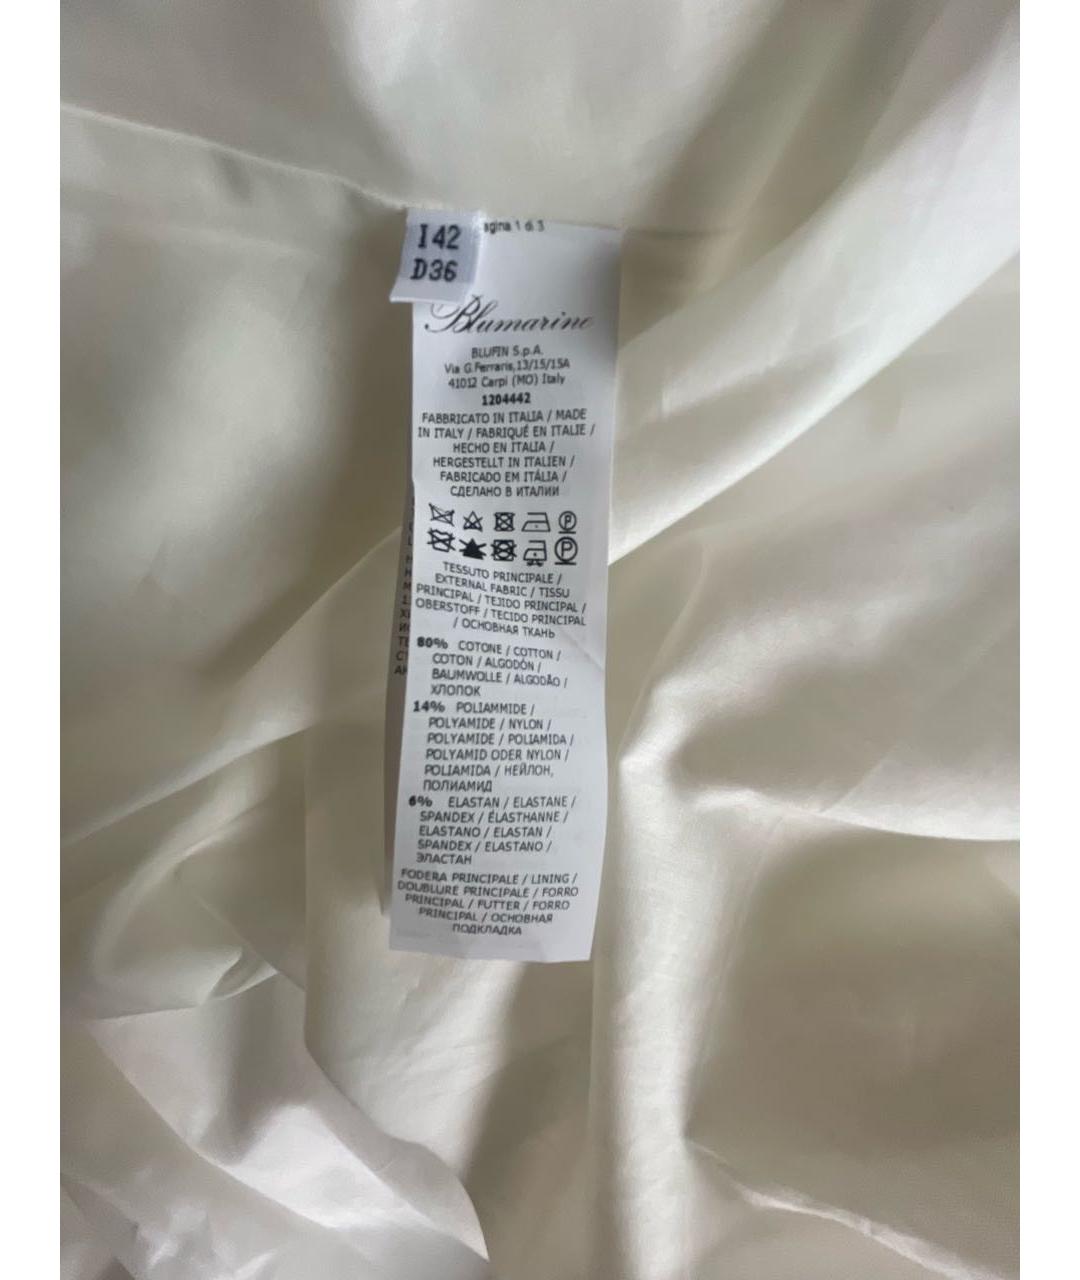 I 42
D36
agina 1 di 3
Blumarine
BLUFIN S.p.A.
Via G.Ferraris,13/15/15A
41012 Carpi (MO) Italy
1204442
FABBRICATO IN ITALIA / MADE
IN ITALY / FABRIQUÉ EN ITALIE /
HECHO EN ITALIA /
HERGESTELLT IN ITALIEN /
FABRICADO EM ITÁLIA /
СДЕЛАНО В ИТАЛИИ
TESSUTO PRINCIPALE /
EXTERNAL FABRIC / TISSU
PRINCIPAL / TEJIDO PRINCIPAL /
OBERSTOFF / TECIDO PRINCIPAL
/ ОСНОВНАЯ ТКАНЬ
80% COTONE / COTTON /
COTON / ALGODÓN /
BAUMWOLLE / ALGODÃO /
ХЛОПОК
14% POLIAMMIDE /
POLYAMIDE / NYLON /
POLYAMIDE / POLIAMIDA /
POLYAMID ODER NYLON /
POLIAMIDA / НЕЙЛОН,
ПОЛИАМИД
6% ELASTAN / ELASTANE /
SPANDEX / ÉLASTHANNE /
ELASTANO / ELASTAN /
SPANDEX / ELASTANO /
ЭЛАСТАН
FODERA PRINCIPALE / LINING /
DOUBLURE PRINCIPALE / FORRO
PRINCIPAL / FUTTER / FORRO
PRINCIPAL / ОСНОВНАЯ
ПОДКЛАДКА